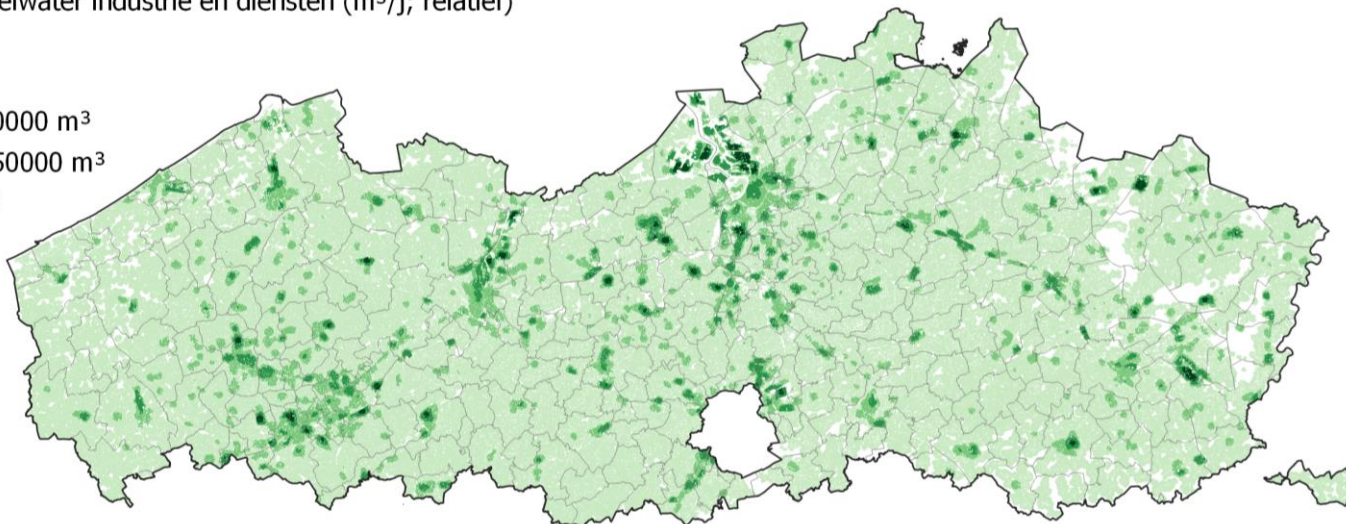 elwater industrie en diensten (m³/j; relatief)
0000 m³
50000 m³